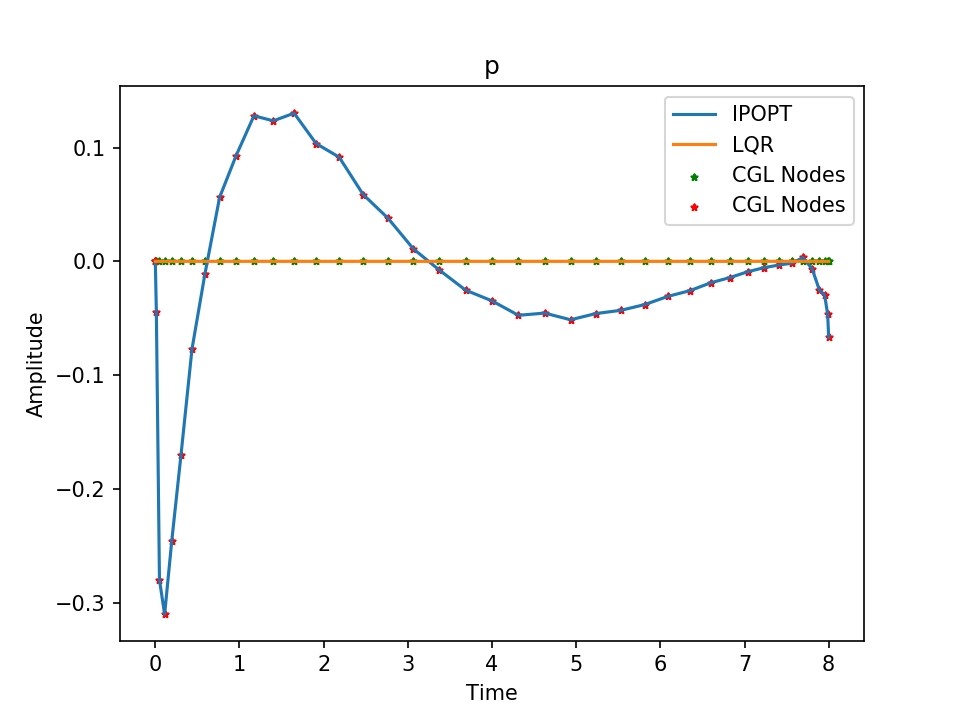 p
IPOPT
LQR
CGL Nodes
CGL Nodes
Amplitude
0.1
0.0
−0.1
−0.2
−0.3
0 1 2 3 4 5 6 7 8
Time